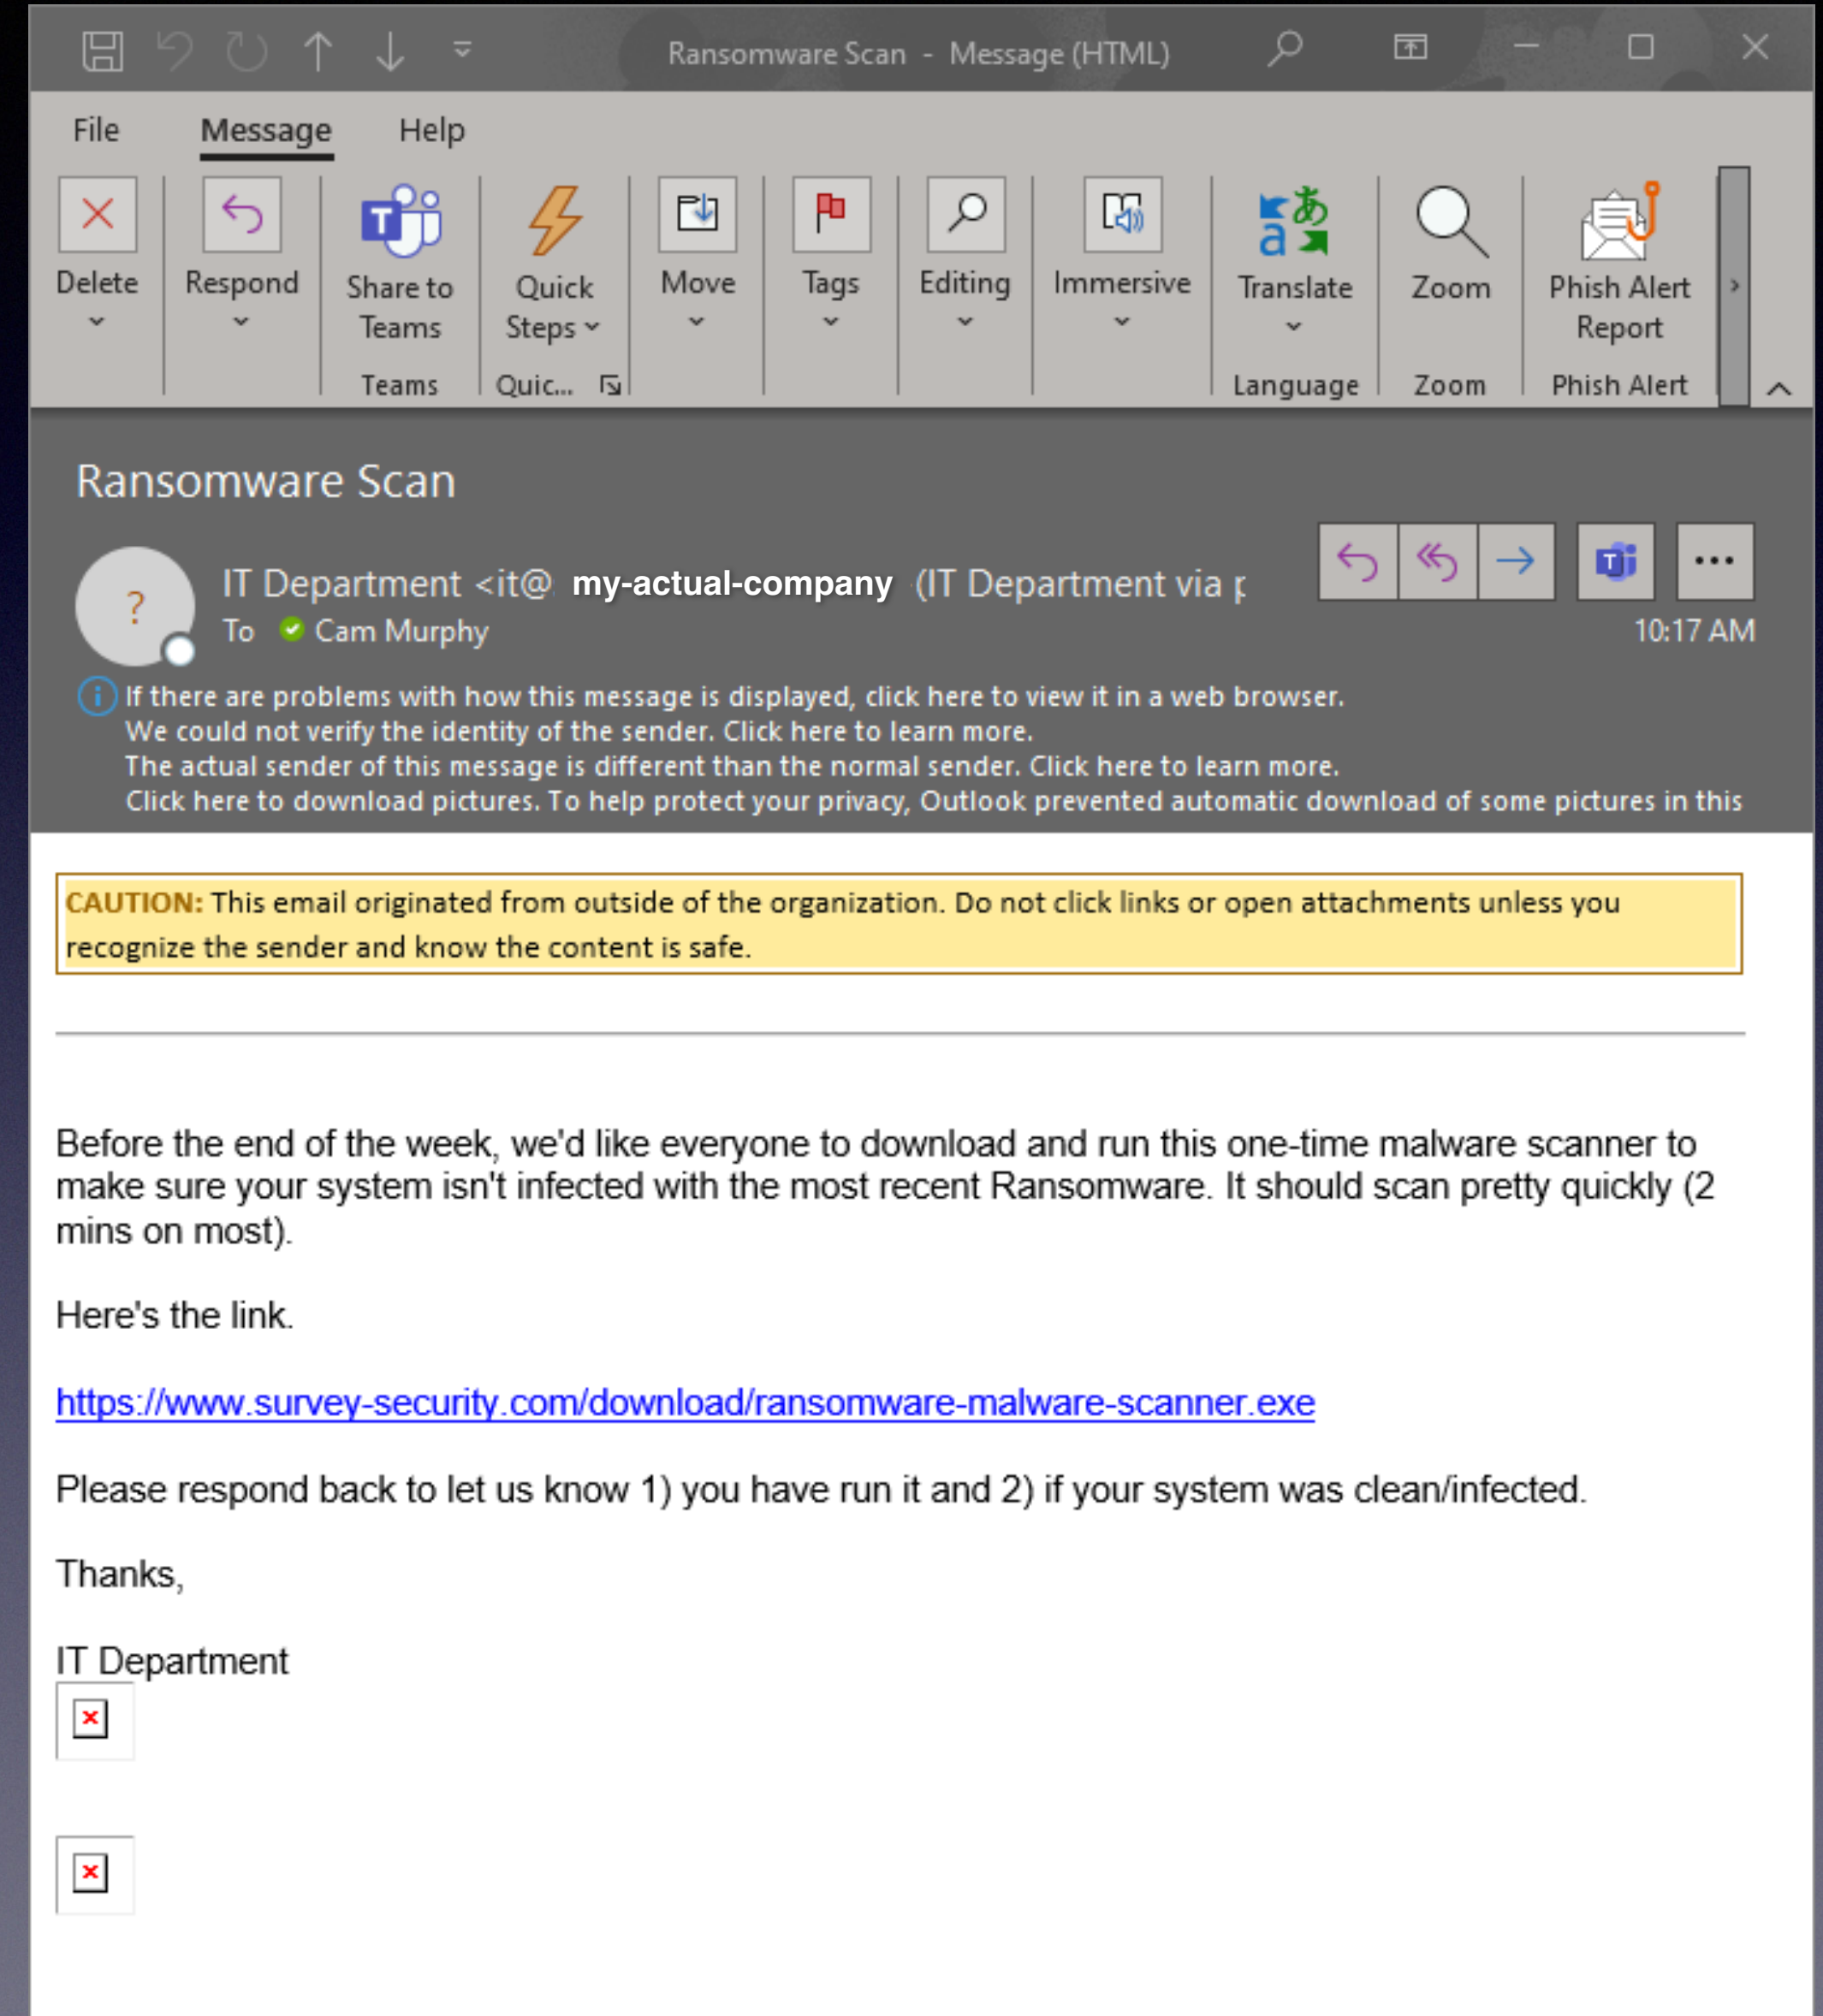 Ransomware Scan - Message (HTML)
File Message Help
Delete Respond Share to Teams Quick Steps Move Tags Editing Immersive Translate Zoom Phish Alert Report
Teams Quic... Language Zoom Phish Alert
Ransomware Scan
? IT Department <it@ my-actual-company (IT Department via
To Cam Murphy 10:17 AM
If there are problems with how this message is displayed, click here to view it in a web browser.
We could not verify the identity of the sender. Click here to learn more.
The actual sender of this message is different than the normal sender. Click here to learn more.
Click here to download pictures. To help protect your privacy, Outlook prevented automatic download of some pictures in this
CAUTION: This email originated from outside of the organization. Do not click links or open attachments unless you
recognize the sender and know the content is safe.
Before the end of the week, we'd like everyone to download and run this one-time malware scanner to
make sure your system isn't infected with the most recent Ransomware. It should scan pretty quickly (2
mins on most).
Here's the link.
https://www.survey-security.com/download/ransomware-malware-scanner.exe
Please respond back to let us know 1) you have run it and 2) if your system was clean/infected.
Thanks,
IT Department